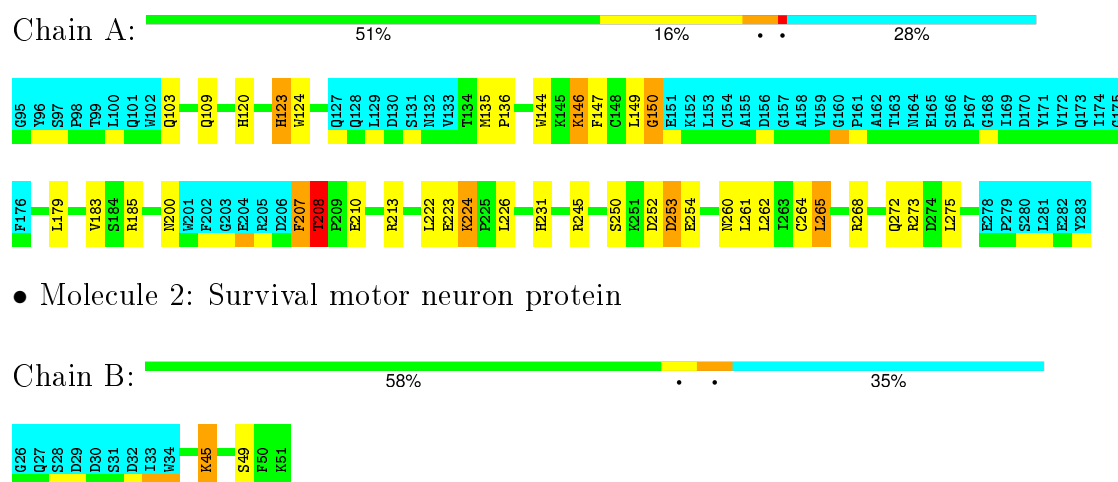 Chain A:
51% 16% • • 28%
G95 Y96 S97 P98 T99 L100 Q101 W102 Q103 Q109 H120 H123 W124 Q127 Q128 L129 D130 S131 N132 V133 T134 M135 P136 W144 K145 K146 F147 C148 L149 G150 E151 K152 L153 C154 A155 D156 G157 A158 V159 G160 P161 A162 T163 N164 E165 S166 P167 G168 I169 D170 Y171 V172 Q173 I174 G175
F176 L179 V183 S184 R185 N200 W201 F202 G203 E204 R205 D206 F207 T208 P209 E210 R213 L222 E223 K224 P225 L226 H231 R245 S250 K251 D252 D253 E254 N260 L261 L262 I263 C264 L265 R268 Q272 R273 D274 L275 E278 P279 S280 L281 E282 Y283
• Molecule 2: Survival motor neuron protein
Chain B:
58% • • 35%
G26 Q27 S28 D29 D30 S31 D32 I33 W34 K45 S49 F50 K51